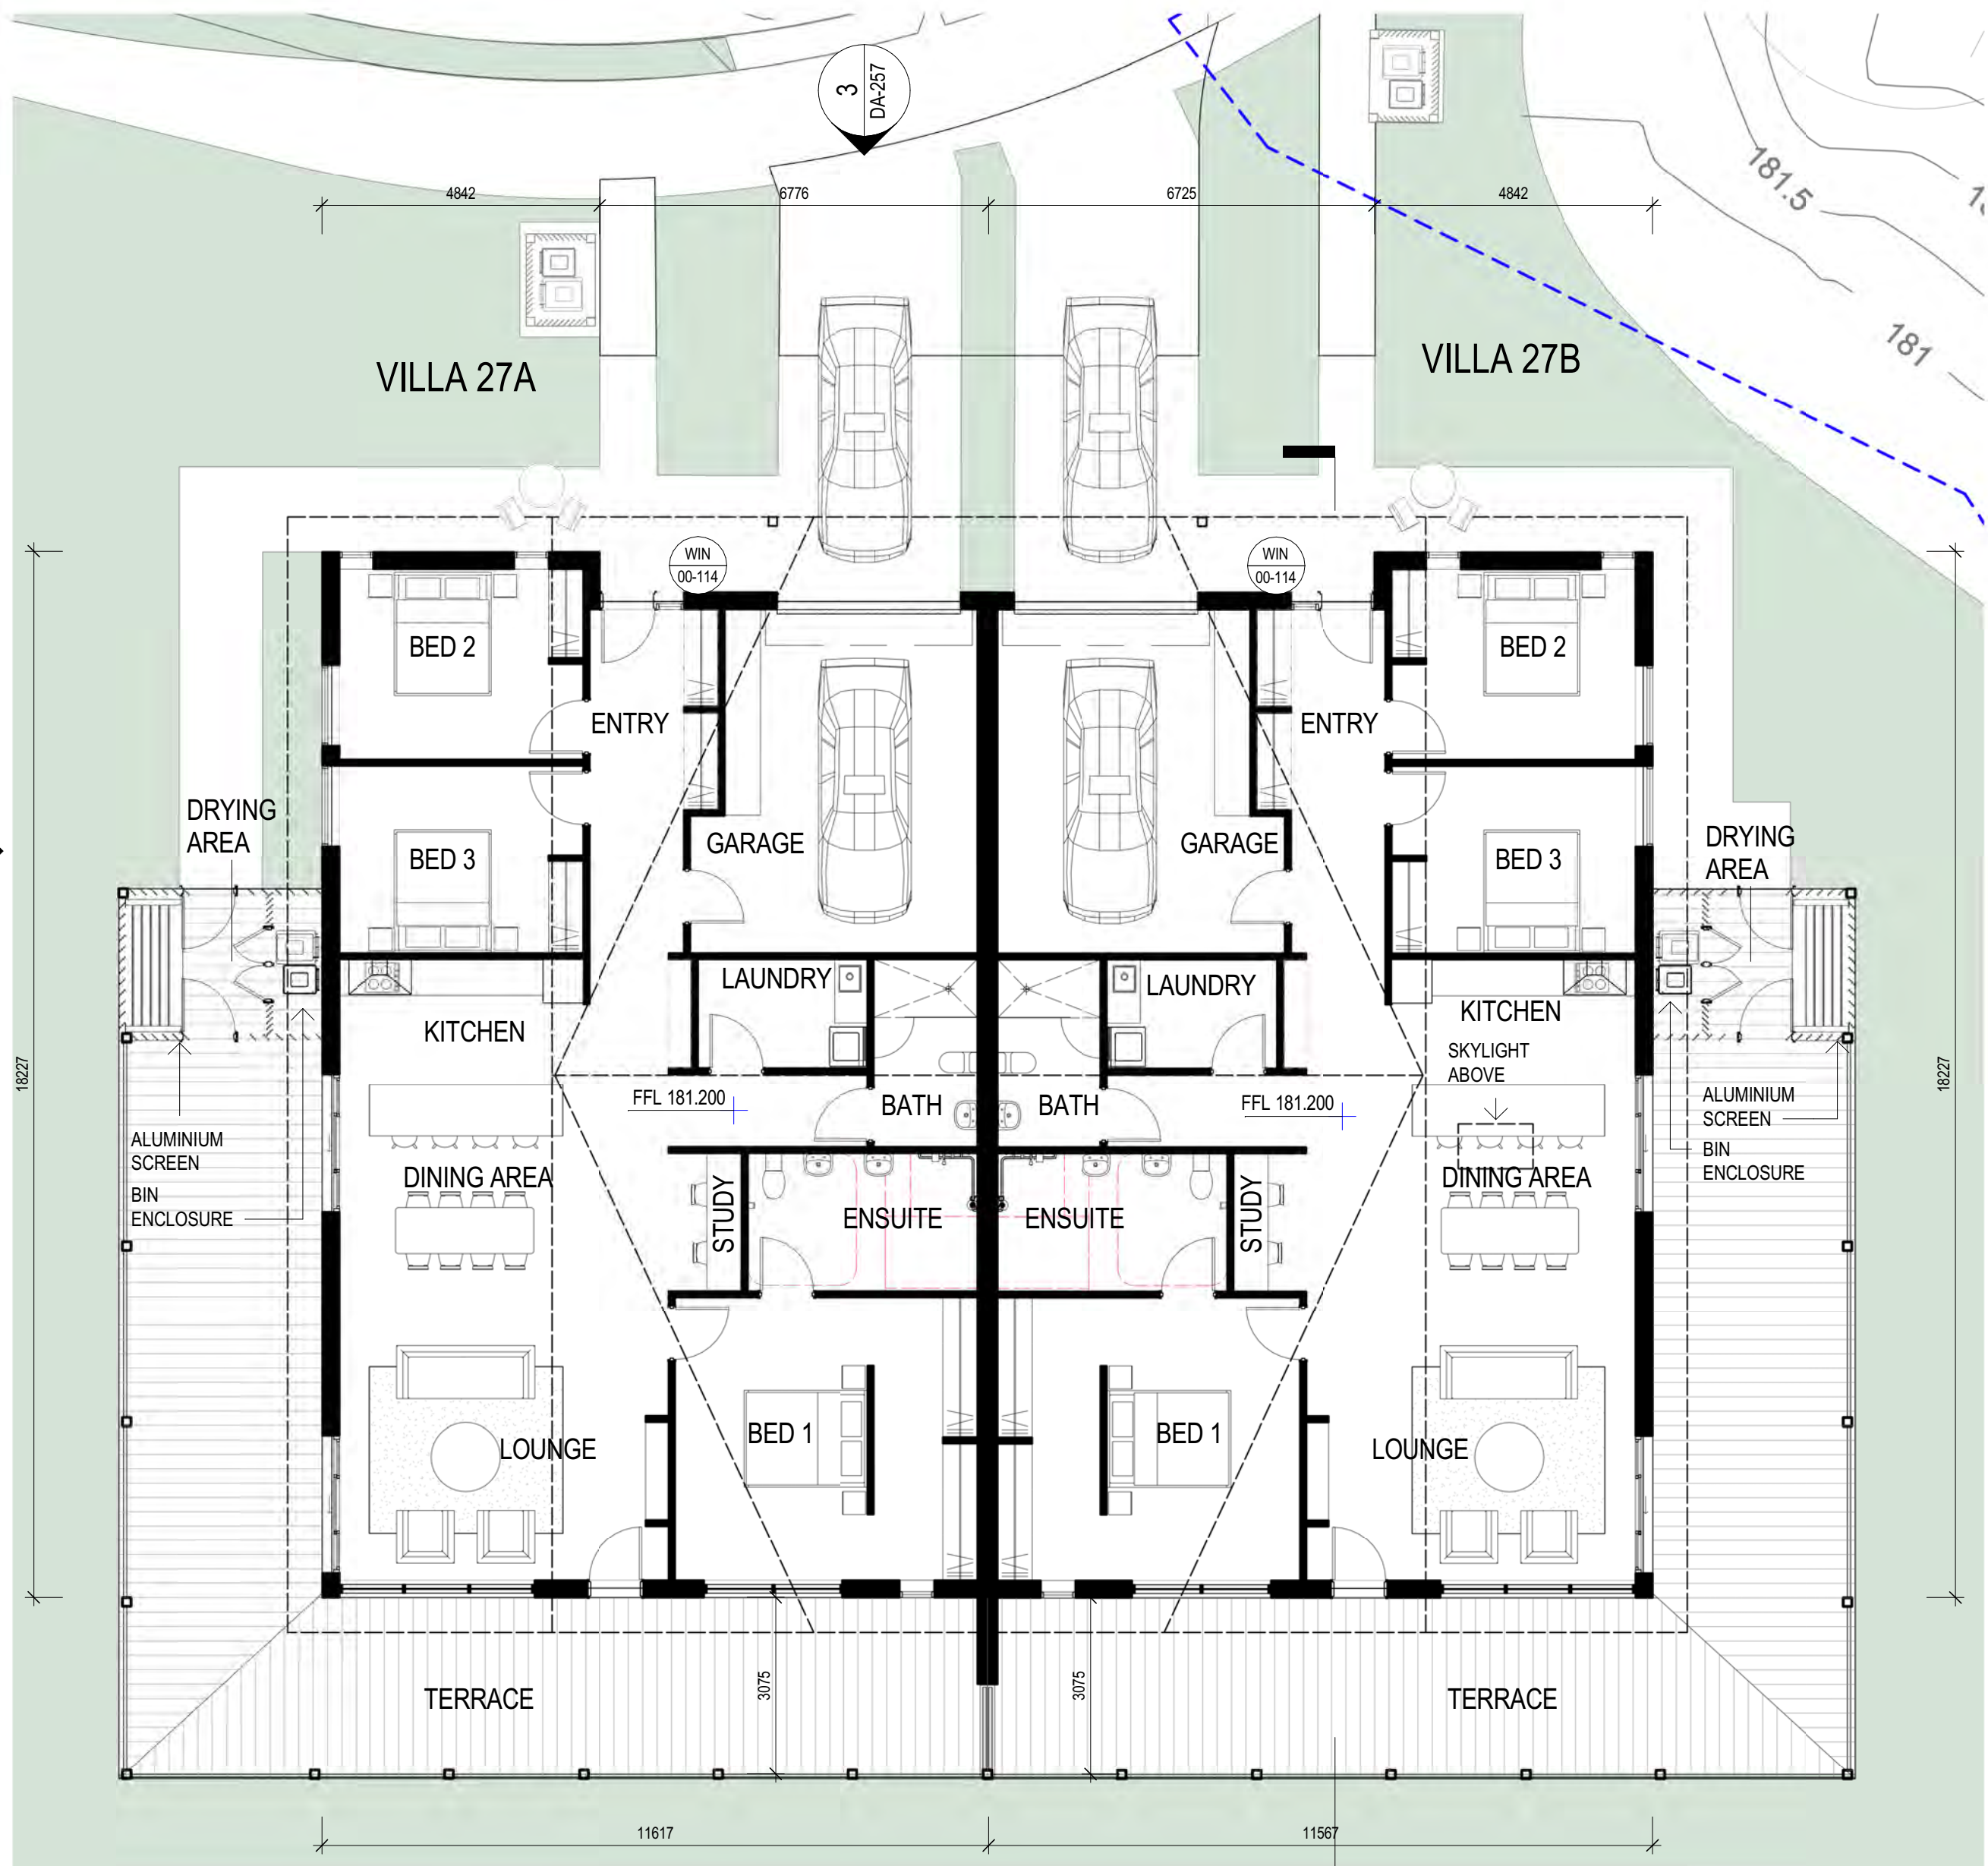 3
DA-257
4842
6776
6725
4842
181.5
181
VILLA 27A
VILLA 27B
WIN
00-114
WIN
00-114
BED 2
BED 2
ENTRY
ENTRY
DRYING
AREA
GARAGE
GARAGE
DRYING
AREA
BED 3
BED 3
LAUNDRY
LAUNDRY
KITCHEN
KITCHEN
SKYLIGHT
ABOVE
18227
18227
FFL 181.200
BATH
BATH
FFL 181.200
ALUMINIUM
SCREEN
BIN
ENCLOSURE
ALUMINIUM
SCREEN
BIN
ENCLOSURE
DINING AREA
DINING AREA
STUDY
ENSUITE
ENSUITE
STUDY
BED 1
BED 1
LOUNGE
LOUNGE
3075
3075
TERRACE
TERRACE
11617
11567